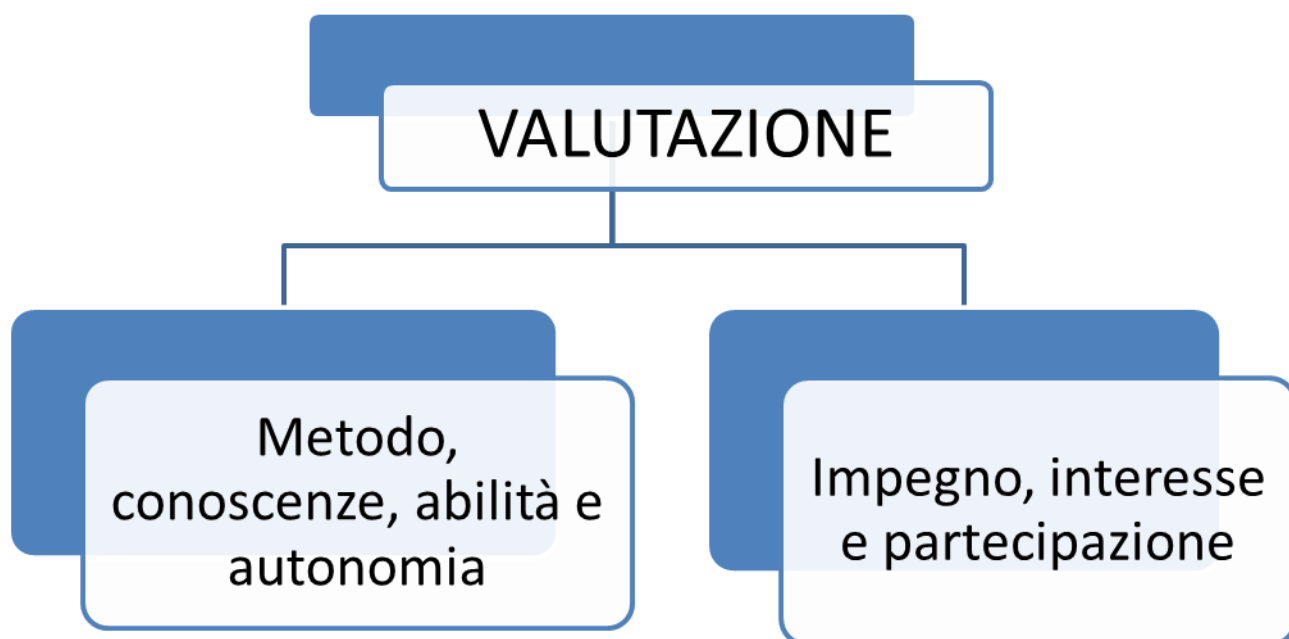 VALUTAZIONE
Metodo,
conoscenze, abilità e
autonomia
Impegno, interesse
e partecipazione